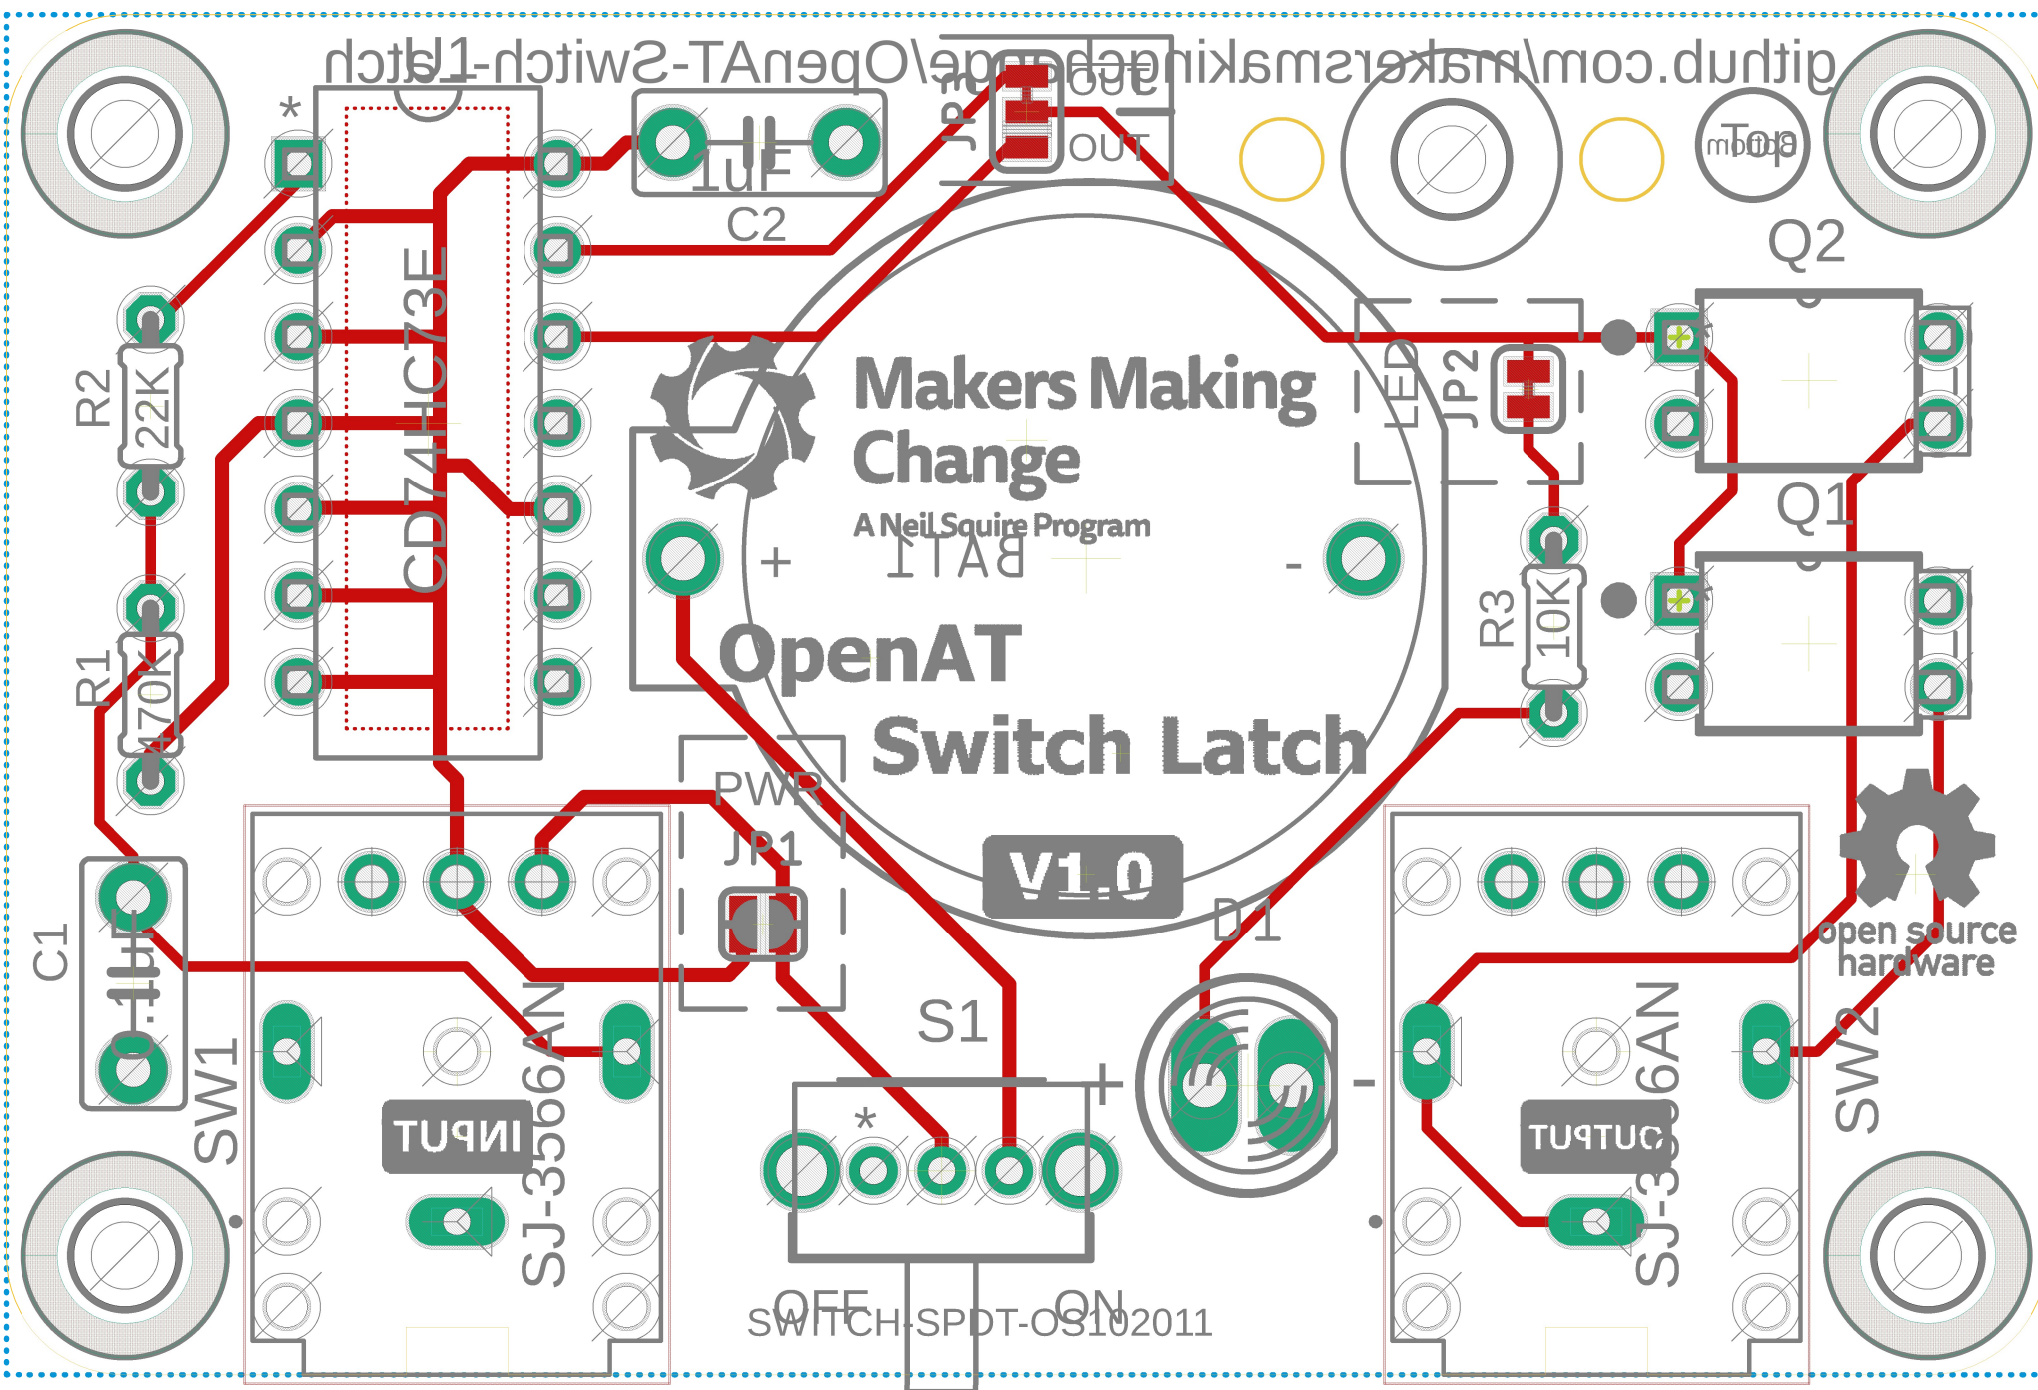 github.com/makersmakingchange/OpenAT-Switch-Latch
U1
*
1uF
C2
JP3
OUT
OUT
Top
Bottom
Q2
CD74HC73E
R2
22K
Makers Making
Change
A Neil Squire Program
LED
JP2
Q1
+
BAT1
-
R3
10K
R1
470K
OpenAT
Switch Latch
PWR
JP1
V1.0
D1
open source
hardware
C1
0.1uF
SW1
INPUT
SJ-3566AN
S1
*
+
-
OUTPUT
SJ-3566AN
SW2
OFF
ON
SWITCH-SPDT-OS102011